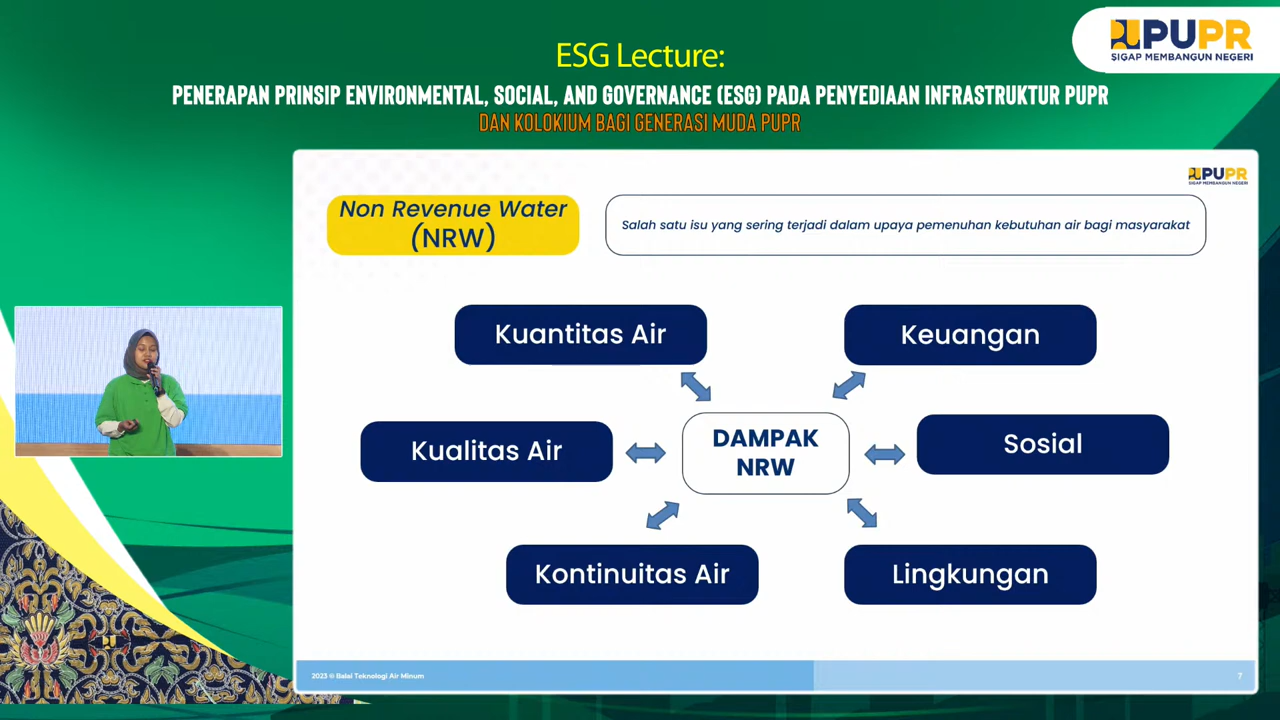 ESG Lecture:
PENERAPAN PRINSIP ENVIRONMENTAL, SOCIAL, AND GOVERNANCE (ESG) PADA PENYEDIAAN INFRASTRUKTUR PUPR
DAN KOLOKIUM BAGI GENERASI MUDA PUPR
PUPR
SIGAP MEMBANGUN NEGERI
PUPR
SIGAP MEMBANGUN NEGERI
Non Revenue Water
(NRW)
Salah satu isu yang sering terjadi dalam upaya pemenuhan kebutuhan air bagi masyarakat
Kuantitas Air
Keuangan
Kualitas Air
DAMPAK
NRW
Sosial
Kontinuitas Air
Lingkungan
2023 © Balai Teknologi Air Minum
7